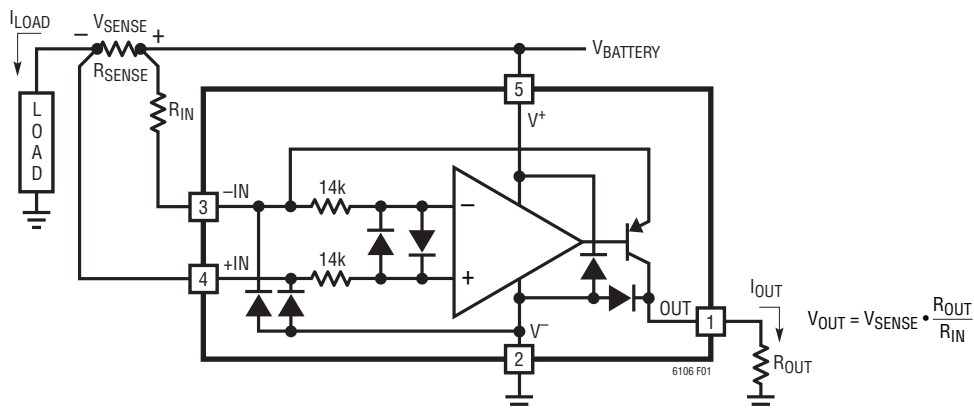 ILOAD
− VSENSE +
RSENSE
VBATTERY
LOAD
RIN
5
V+
3
−IN
14k
−
4
+IN
14k
+
OUT
1
IOUT
VOUT = VSENSE • ROUT/RIN
V−
2
ROUT
6106 F01